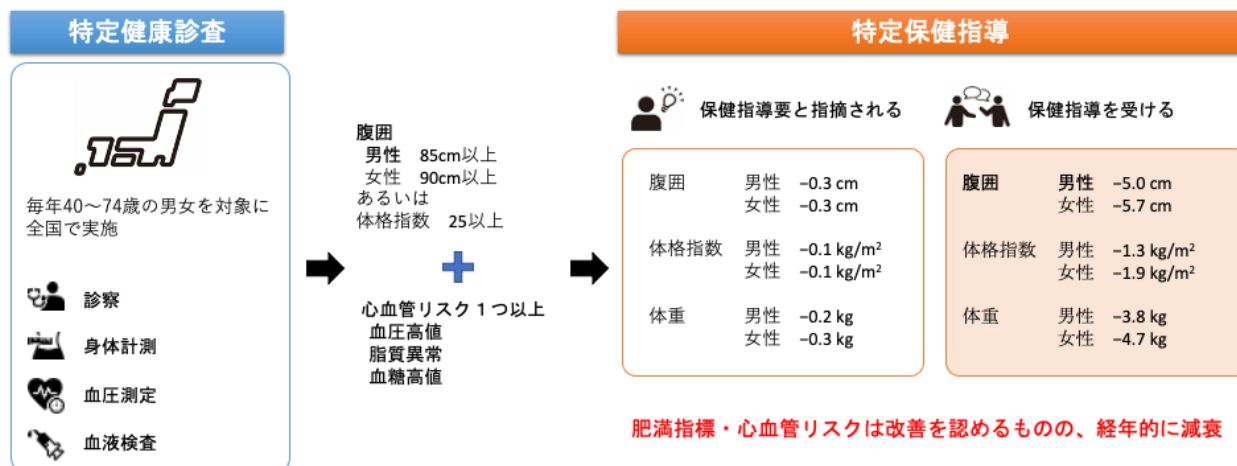 特定健康診査
毎年40〜74歳の男女を対象に
全国で実施
診察
身体計測
血圧測定
血液検査
腹囲
男性 85cm以上
女性 90cm以上
あるいは
体格指数 25以上
心血管リスク１つ以上
血圧高値
脂質異常
血糖高値
特定保健指導
保健指導要と指摘される
腹囲 男性 −0.3 cm
女性 −0.3 cm
体格指数 男性 −0.1 kg/m²
女性 −0.1 kg/m²
体重 男性 −0.2 kg
女性 −0.3 kg
保健指導を受ける
腹囲 男性 −5.0 cm
女性 −5.7 cm
体格指数 男性 −1.3 kg/m²
女性 −1.9 kg/m²
体重 男性 −3.8 kg
女性 −4.7 kg
肥満指標・心血管リスクは改善を認めるものの、経年的に減衰